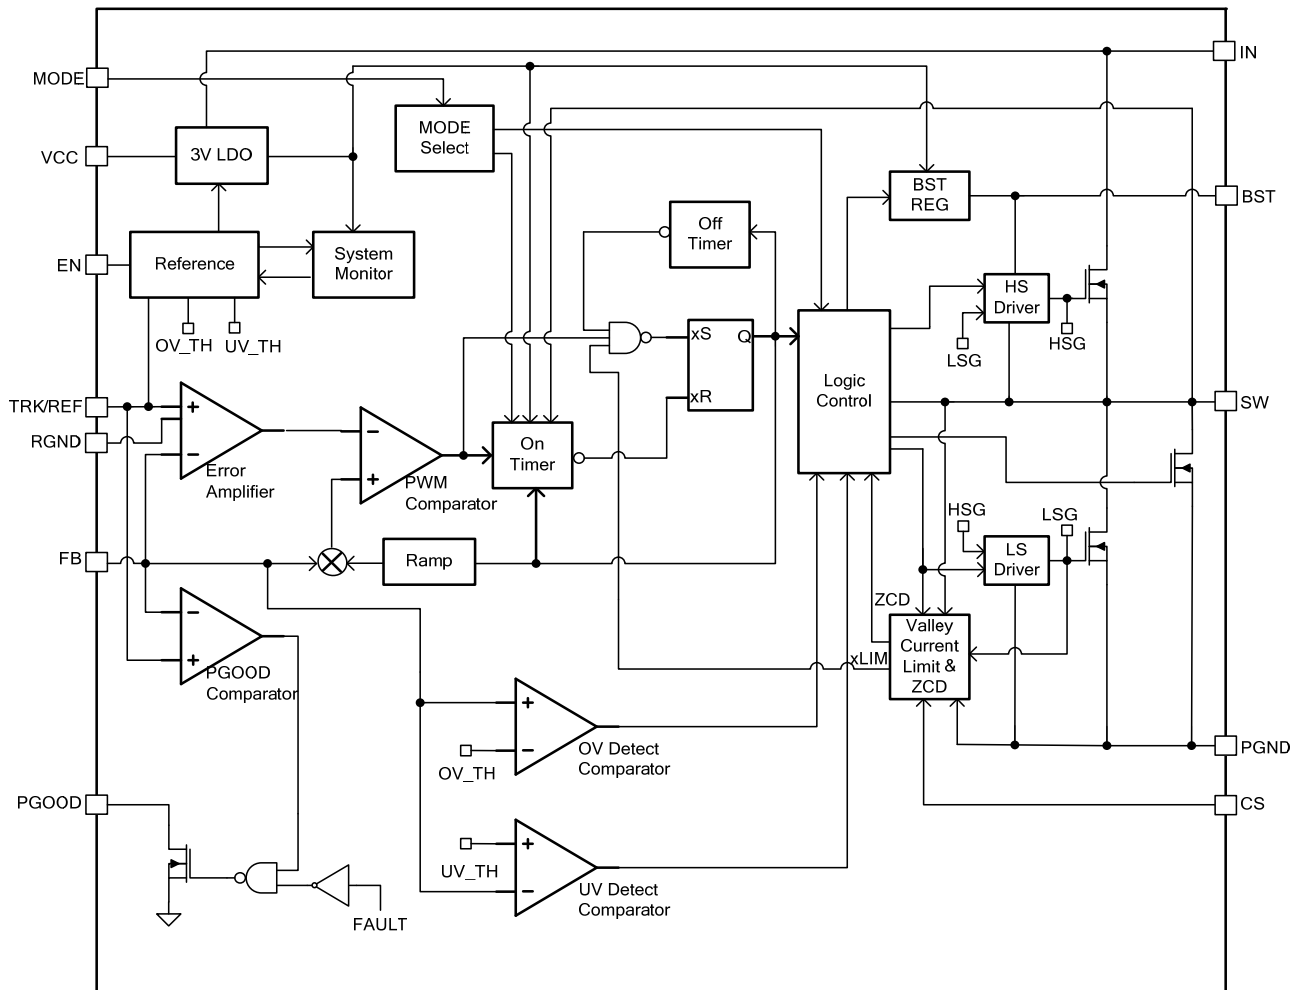 IN
MODE
MODE
Select
VCC
3V LDO
BST
REG
BST
Off
Timer
EN
Reference
System
Monitor
HS
Driver
OV_TH
UV_TH
xS
Q
LSG
HSG
TRK/REF
+
Logic
Control
xR
SW
RGND
−
On
Timer
−
Error
Amplifier
+
PWM
Comparator
HSG
LSG
FB
Ramp
LS
Driver
−
ZCD
Valley
Current
Limit &
ZCD
+
PGOOD
Comparator
xLIM
+
−
OV Detect
Comparator
OV_TH
PGND
PGOOD
CS
+
UV_TH
−
UV Detect
Comparator
FAULT